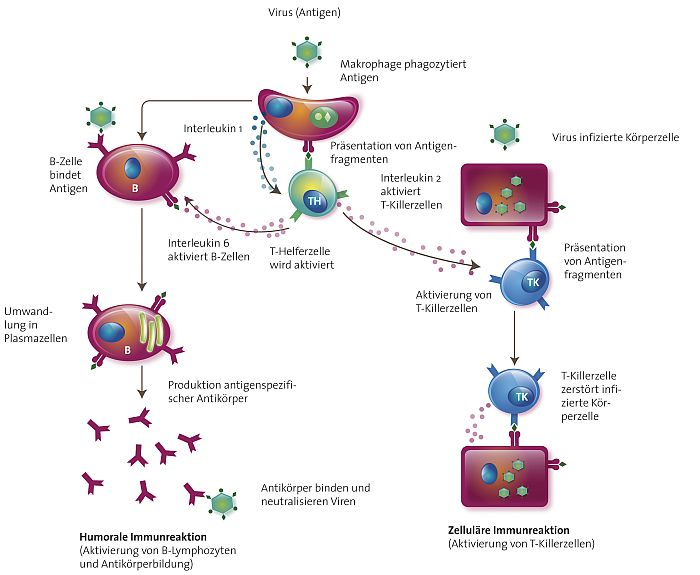 Virus (Antigen)
Makrophage phagozytiert
Antigen
Interleukin 1
Präsentation von Antigen-
fragmenten
B-Zelle
bindet
Antigen
B
TH
Interleukin 6
aktiviert B-Zellen
T-Helferzelle
wird aktiviert
Interleukin 2
aktiviert
T-Killerzellen
Virus infizierte Körperzelle
Präsentation
von Antigen-
fragmenten
TK
Aktivierung von
T-Killerzellen
Umwand-
lung in
Plasmazellen
B
Produktion antigenspezifi-
scher Antikörper
T-Killerzelle
zerstört infi-
zierte Kör-
perzelle
TK
Antikörper binden und
neutralisieren Viren
Humorale Immunreaktion
(Aktivierung von B-Lymphozyten
und Antikörperbildung)
Zelluläre Immunreaktion
(Aktivierung von T-Killerzellen)